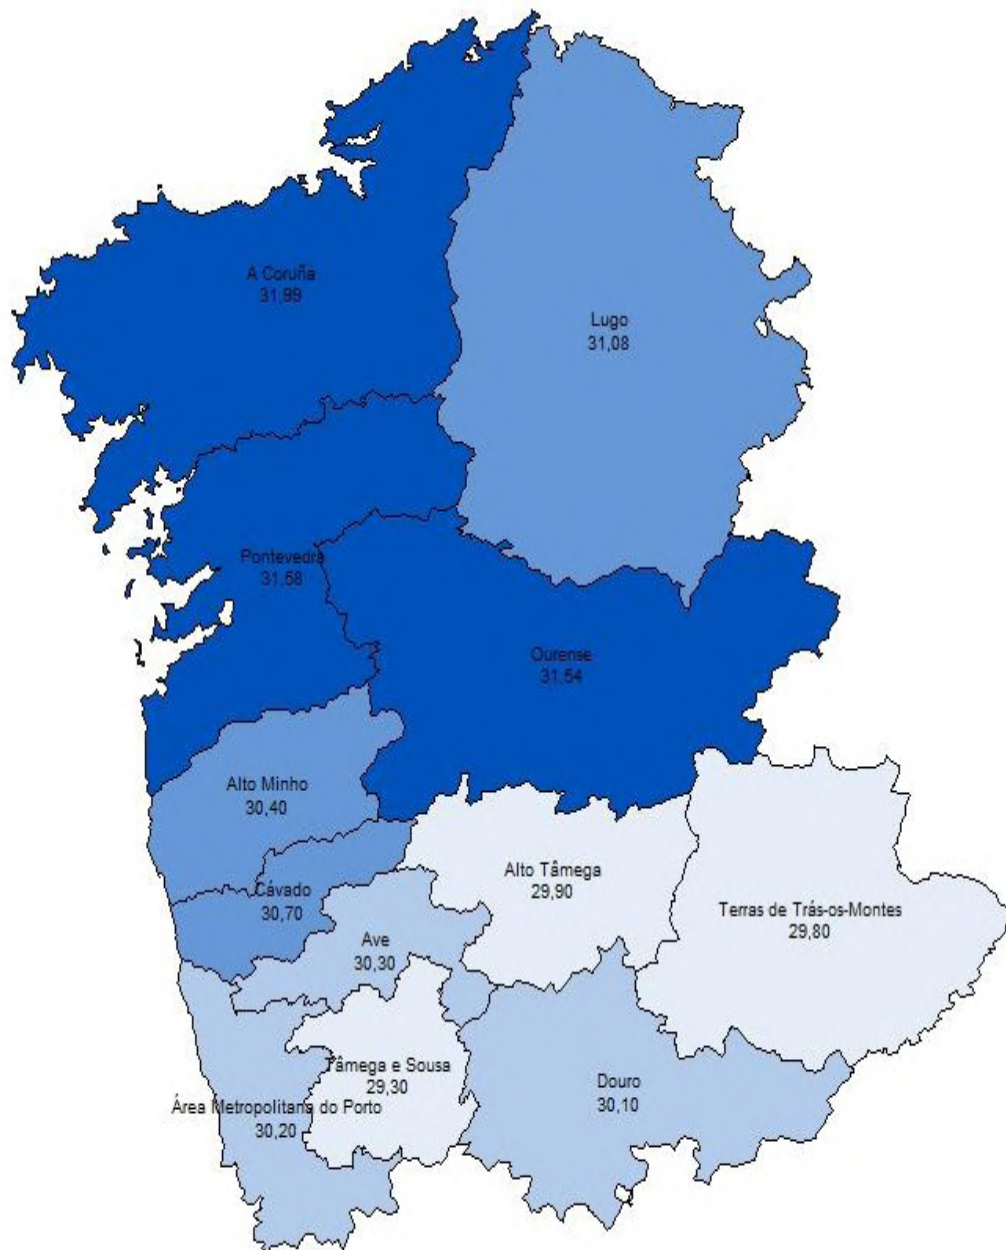 A Coruña
31,99
Lugo
31,08
Pontevedra
31,58
Ourense
31,54
Alto Minho
30,40
Cávado
30,70
Alto Tâmega
29,90
Terras de Trás-os-Montes
29,80
Ave
30,30
Tâmega e Sousa
29,30
Douro
30,10
Área Metropolitana do Porto
30,20